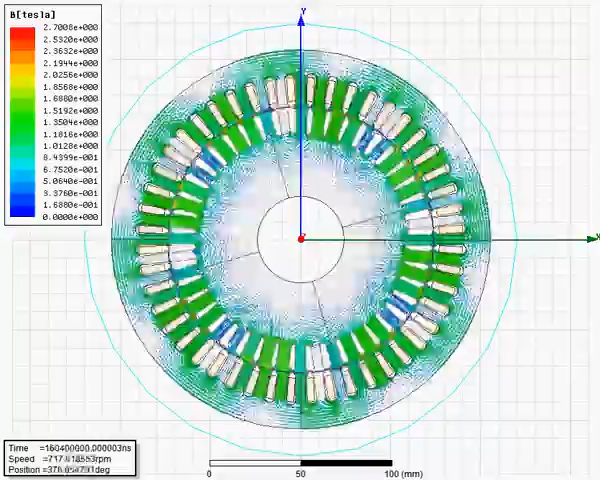 B[tesla]
2.7008e+000
2.5320e+000
2.3632e+000
2.1944e+000
2.0256e+000
1.8568e+000
1.6880e+000
1.5192e+000
1.3504e+000
1.1816e+000
1.0128e+000
8.4399e-001
6.7520e-001
5.0640e-001
3.3760e-001
1.6880e-001
0.0000e+000
Y
X
Time =160400000.000003ns
Speed
Position
0 50 100 (mm)